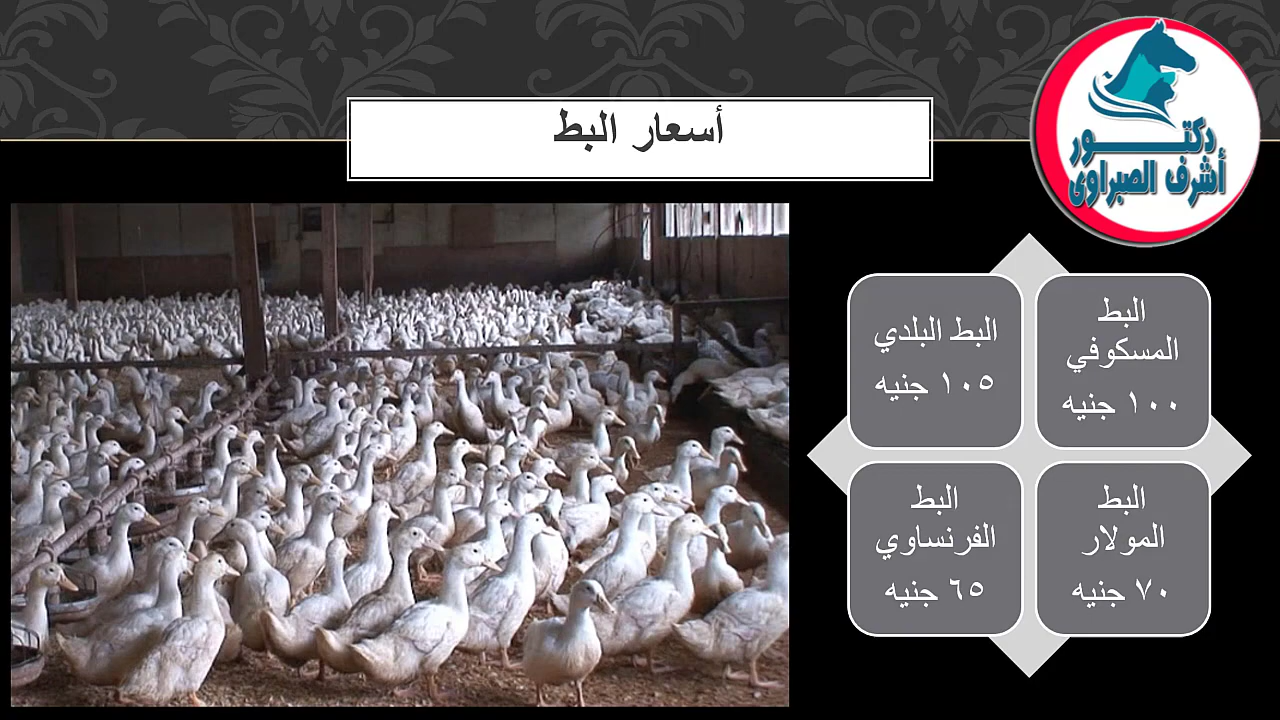 أسعار البط
دكتـــور
أشرف الصبراوى
البط
المسكوفي
١٠٠ جنيه
البط البلدي
١٠٥ جنيه
البط
المولار
٧٠ جنيه
البط
الفرنساوي
٦٥ جنيه